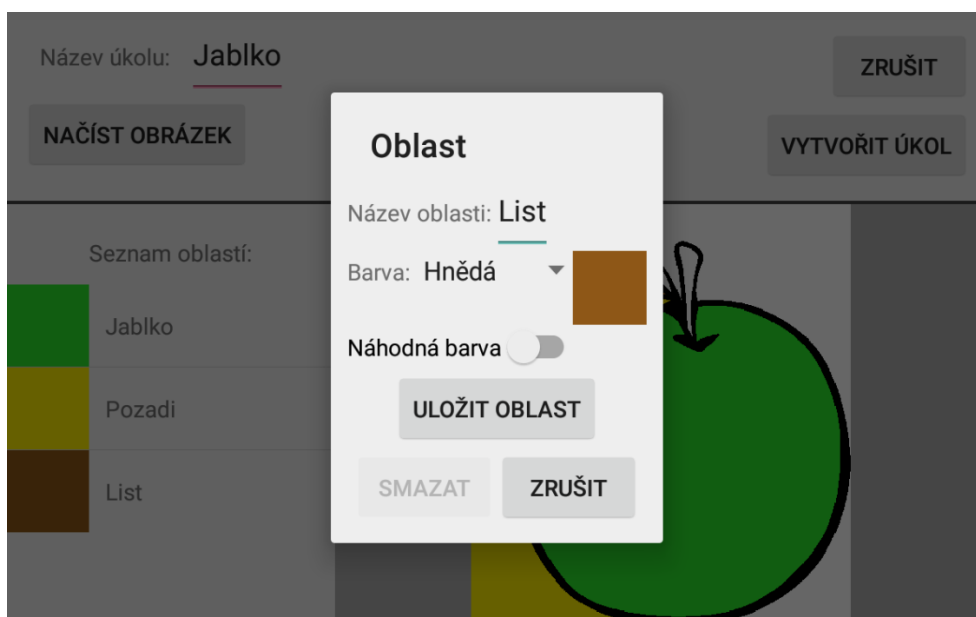 Název úkolu: Jablko
ZRUŠIT
NAČÍST OBRÁZEK
VYTVOŘIT ÚKOL
Seznam oblastí:
Jablko
Pozadi
List
Oblast
Název oblasti: List
Barva: Hnědá
Náhodná barva
ULOŽIT OBLAST
SMAZAT ZRUŠIT